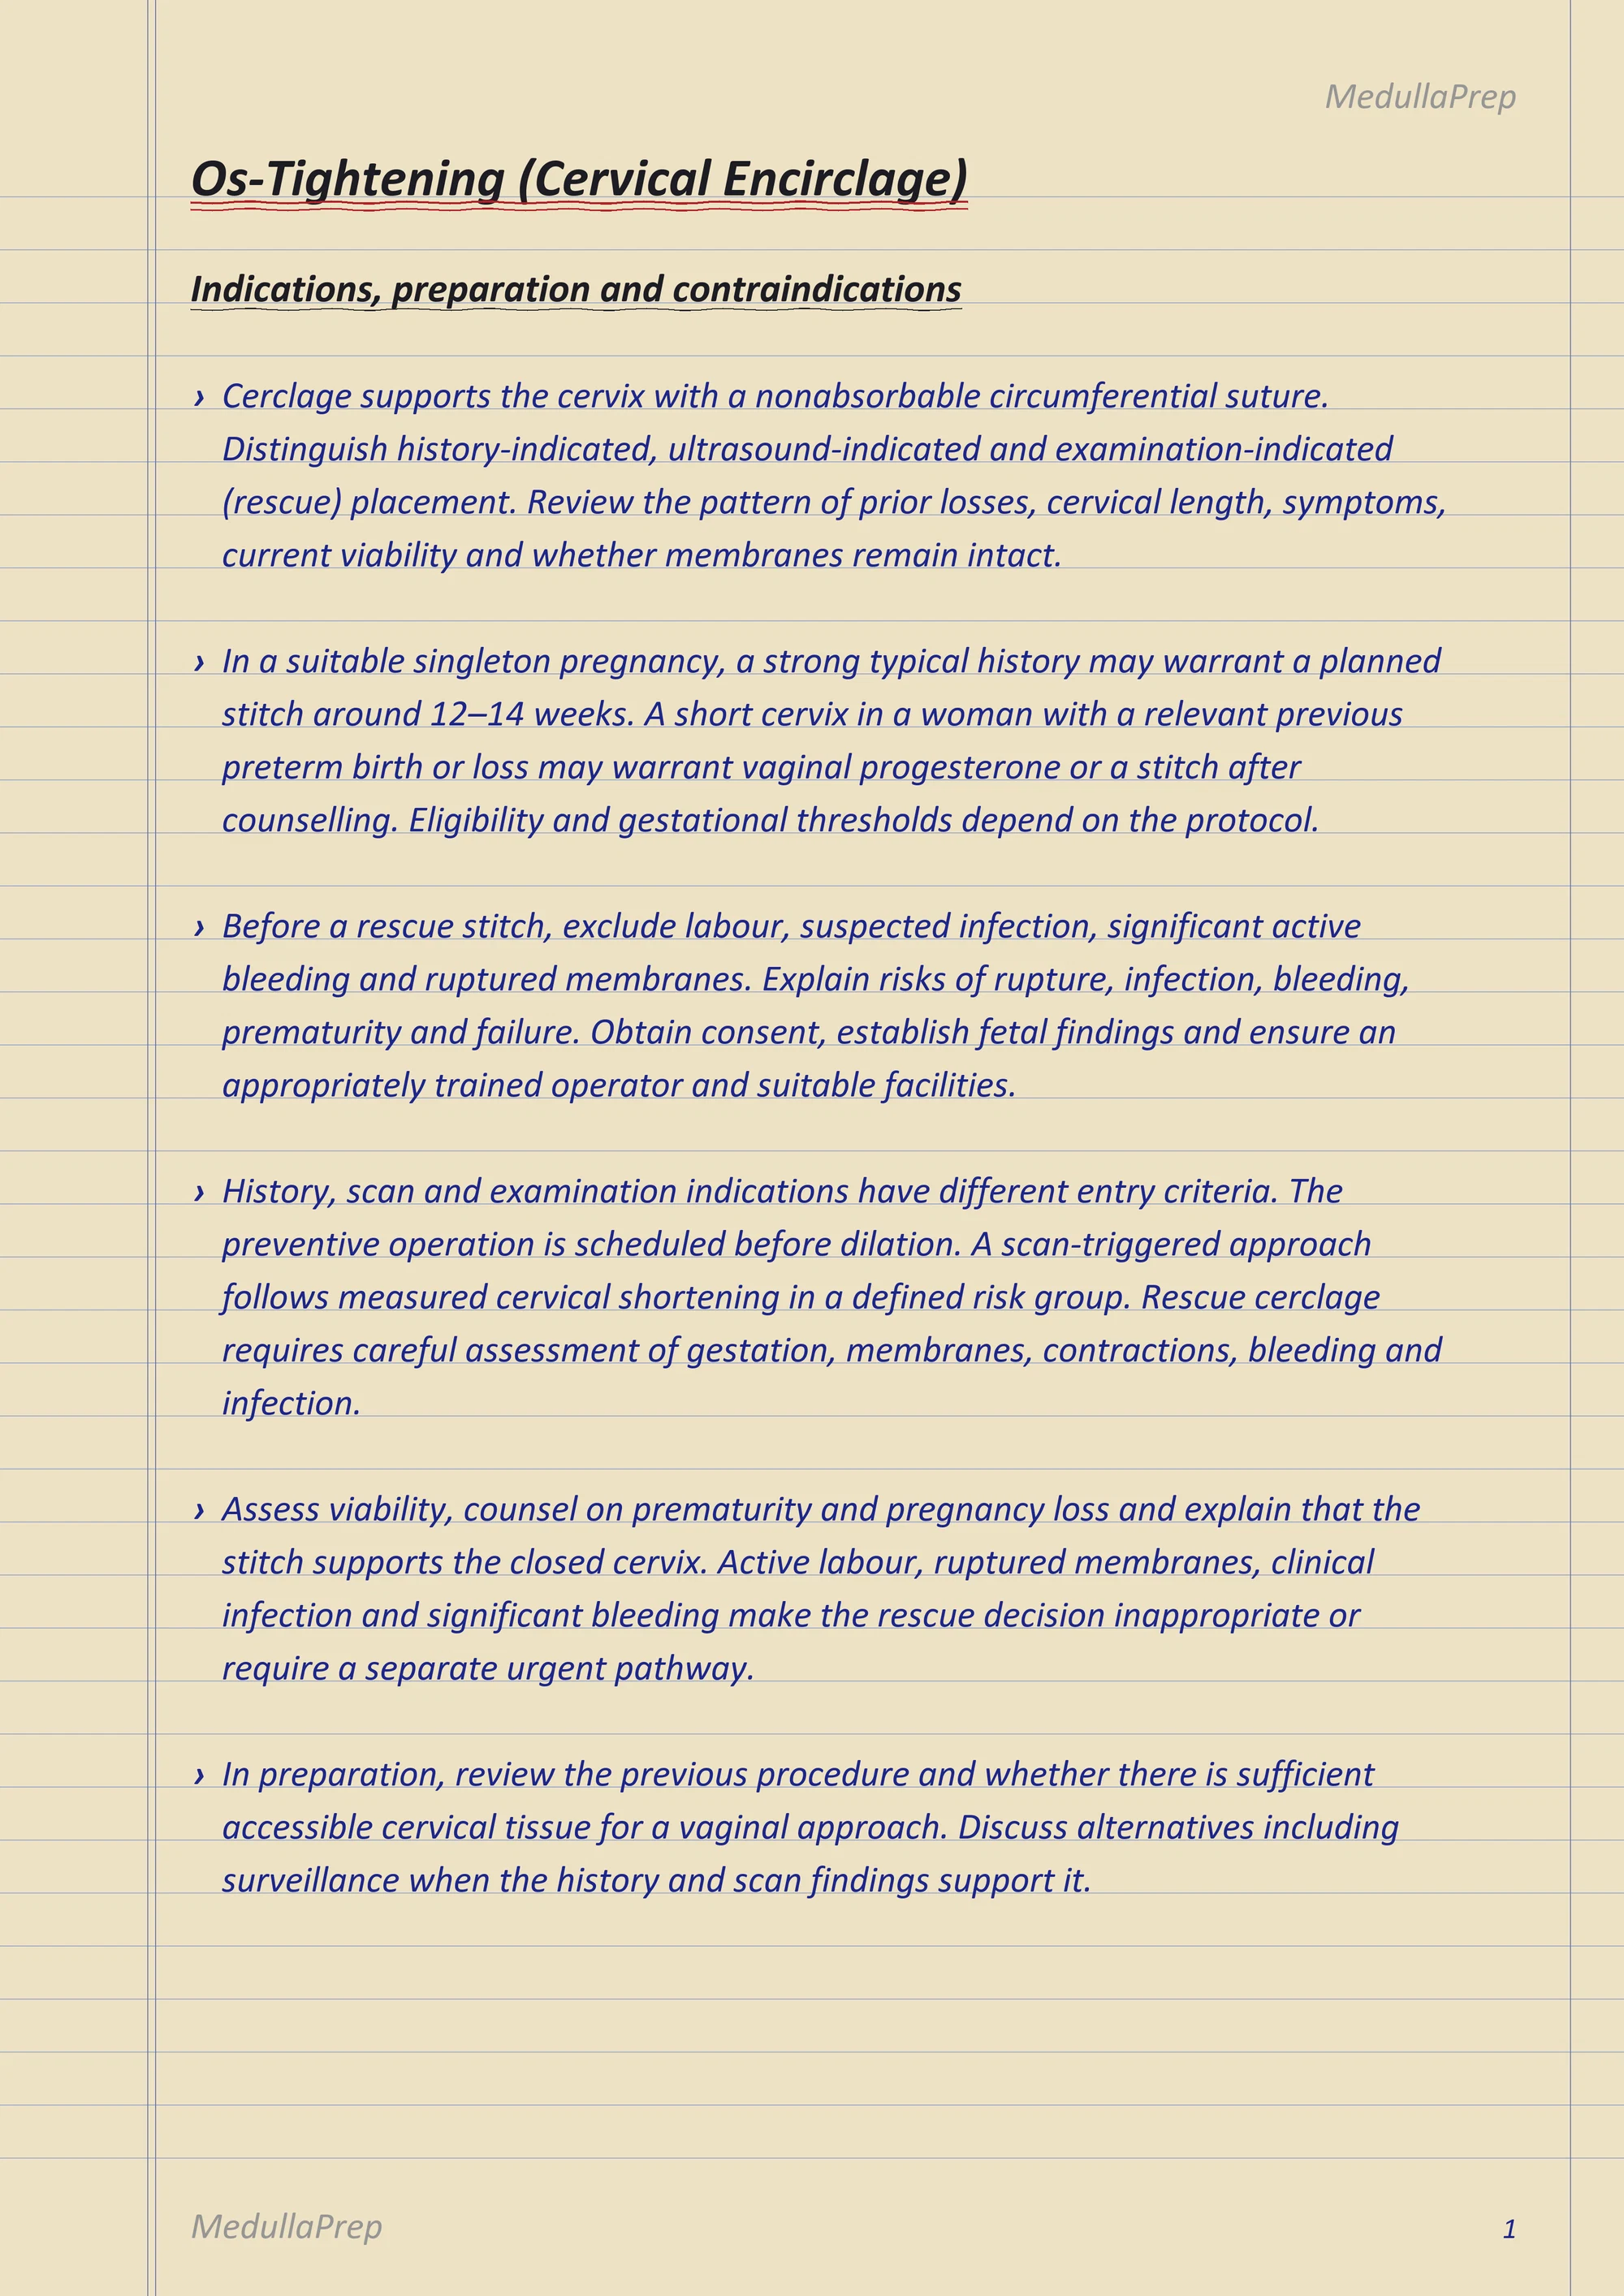 MedullaPrep
Os-Tightening (Cervical Encirclage)
Indications, preparation and contraindications
› Cerclage supports the cervix with a nonabsorbable circumferential suture.
Distinguish history-indicated, ultrasound-indicated and examination-indicated
(rescue) placement. Review the pattern of prior losses, cervical length, symptoms,
current viability and whether membranes remain intact.
› In a suitable singleton pregnancy, a strong typical history may warrant a planned
stitch around 12–14 weeks. A short cervix in a woman with a relevant previous
preterm birth or loss may warrant vaginal progesterone or a stitch after
counselling. Eligibility and gestational thresholds depend on the protocol.
› Before a rescue stitch, exclude labour, suspected infection, significant active
bleeding and ruptured membranes. Explain risks of rupture, infection, bleeding,
prematurity and failure. Obtain consent, establish fetal findings and ensure an
appropriately trained operator and suitable facilities.
› History, scan and examination indications have different entry criteria. The
preventive operation is scheduled before dilation. A scan-triggered approach
follows measured cervical shortening in a defined risk group. Rescue cerclage
requires careful assessment of gestation, membranes, contractions, bleeding and
infection.
› Assess viability, counsel on prematurity and pregnancy loss and explain that the
stitch supports the closed cervix. Active labour, ruptured membranes, clinical
infection and significant bleeding make the rescue decision inappropriate or
require a separate urgent pathway.
› In preparation, review the previous procedure and whether there is sufficient
accessible cervical tissue for a vaginal approach. Discuss alternatives including
surveillance when the history and scan findings support it.
MedullaPrep
1